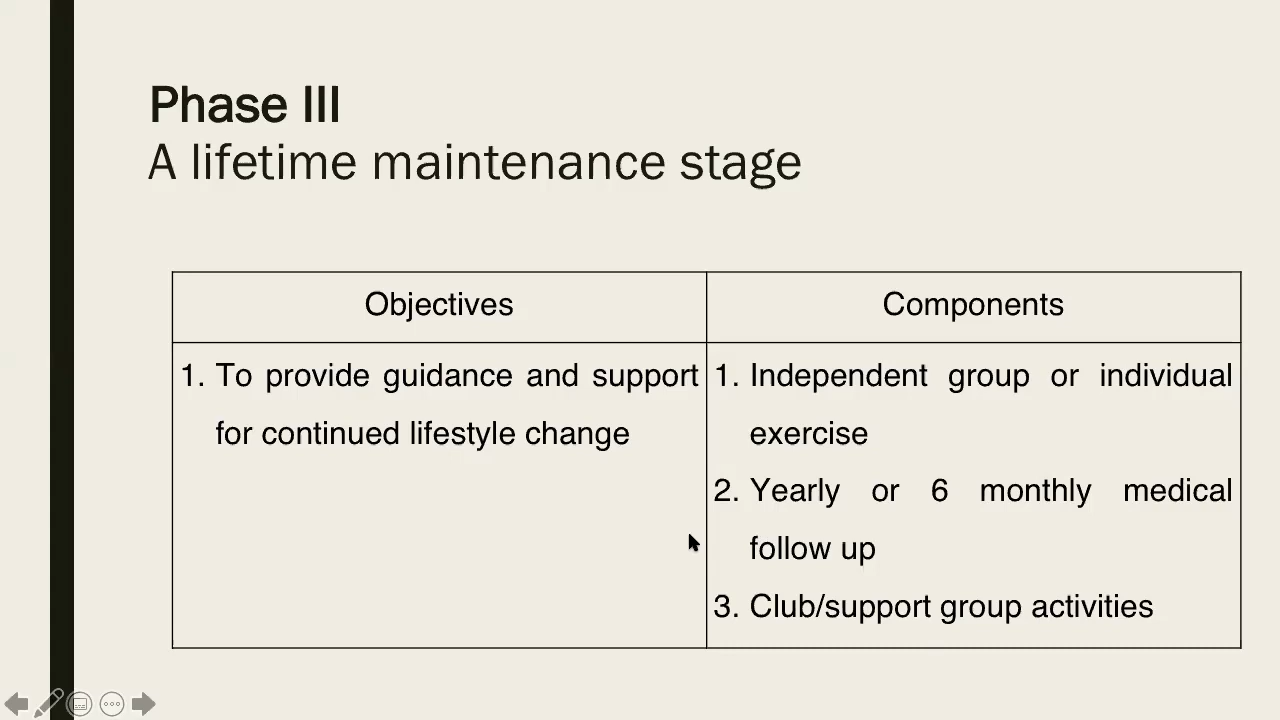 Phase III
A lifetime maintenance stage
Objectives
Components
1. To provide guidance and support
for continued lifestyle change
1. Independent group or individual
exercise
2. Yearly or 6 monthly medical
follow up
3. Club/support group activities